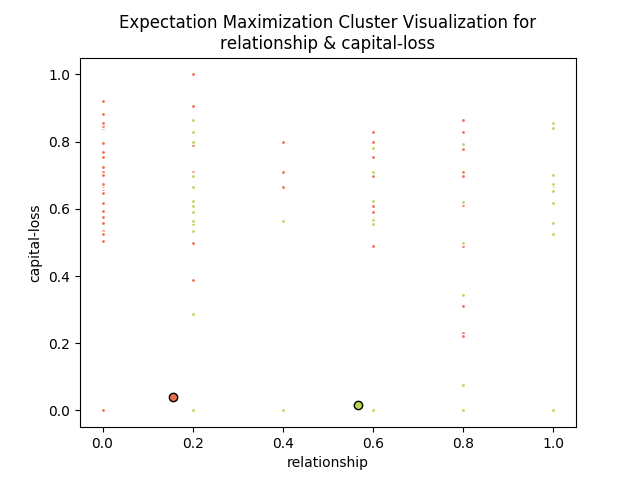 Expectation Maximization Cluster Visualization for
relationship & capital-loss
1.0
0.8
0.6
0.4
0.2
0.0
capital-loss
0.0 0.2 0.4 0.6 0.8 1.0
relationship